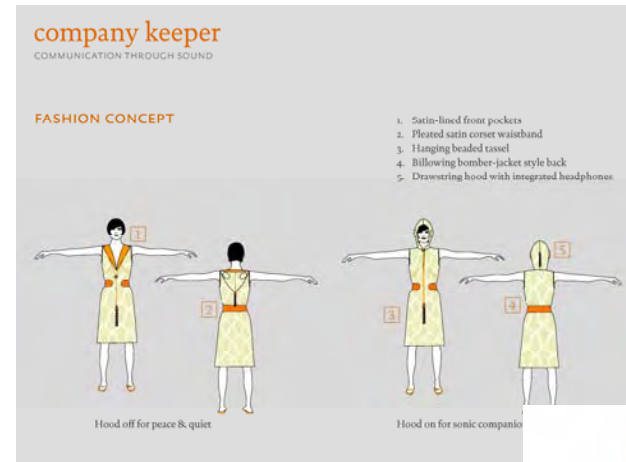 company keeper
COMMUNICATION THROUGH SOUND
FASHION CONCEPT
1. Satin-lined front pockets
2. Pleated satin corset waistband
3. Hanging beaded tassel
4. Billowing bomber-jacket style back
5. Drawstring hood with integrated headphones
1
2
3
4
5
Hood off for peace & quiet
Hood on for sonic companio